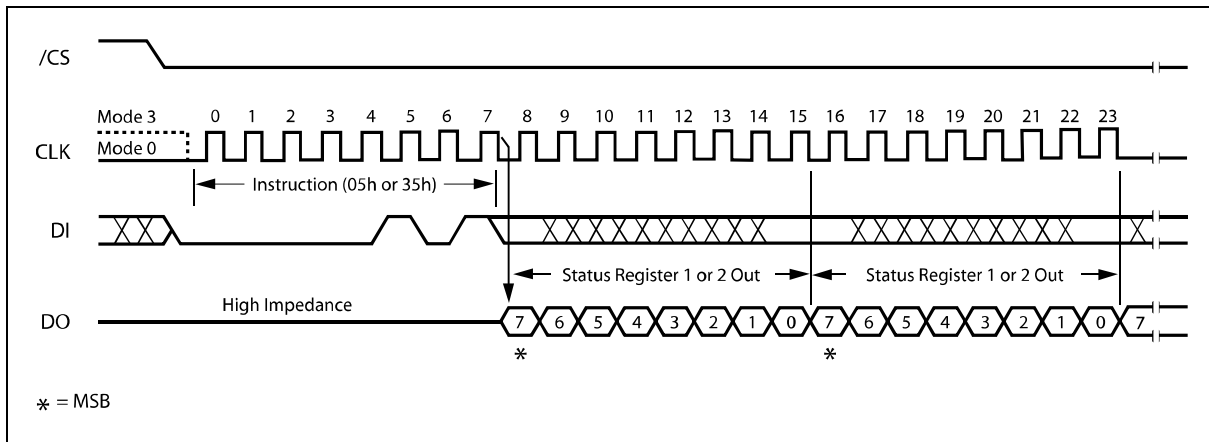 /CS
Mode 3
0 1 2 3 4 5 6 7 8 9 10 11 12 13 14 15 16 17 18 19 20 21 22 23
CLK
Mode 0
Instruction (05h or 35h)
DI
Status Register 1 or 2 Out
Status Register 1 or 2 Out
High Impedance
DO
7 6 5 4 3 2 1 0 7 6 5 4 3 2 1 0 7
* *
* = MSB